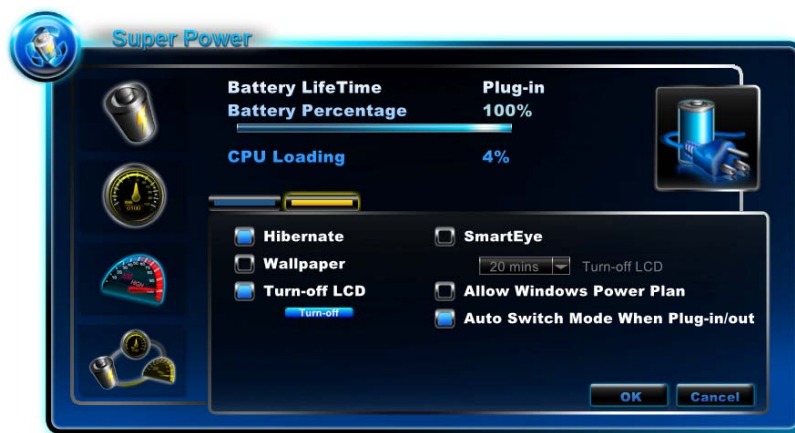 Super Power
Battery LifeTime Plug-in
Battery Percentage 100%
CPU Loading 4%
Hibernate
Wallpaper
Turn-off LCD
Turn-off
SmartEye
20 mins Turn-off LCD
Allow Windows Power Plan
Auto Switch Mode When Plug-in/out
OK Cancel